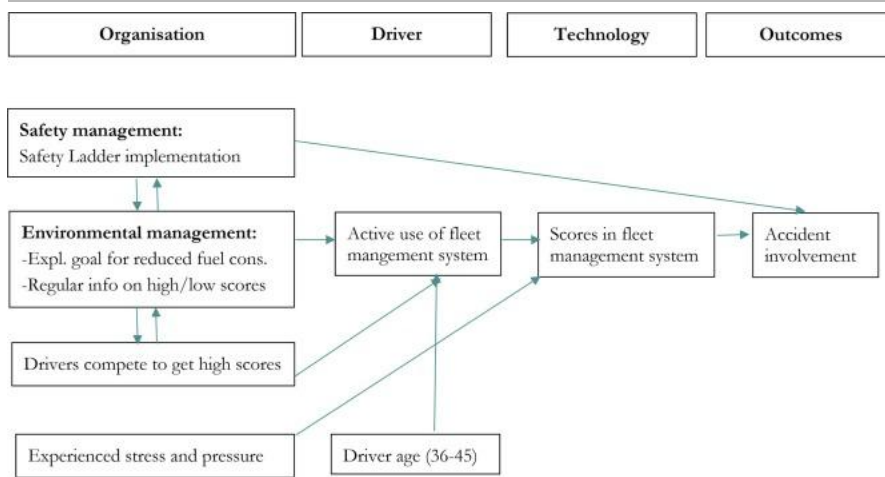 Organisation
Driver
Technology
Outcomes
Safety management:
Safety Ladder implementation
Environmental management:
-Expl. goal for reduced fuel cons.
-Regular info on high/low scores
Active use of fleet
mangement system
Scores in fleet
management system
Accident
involvement
Drivers compete to get high scores
Experienced stress and pressure
Driver age (36-45)